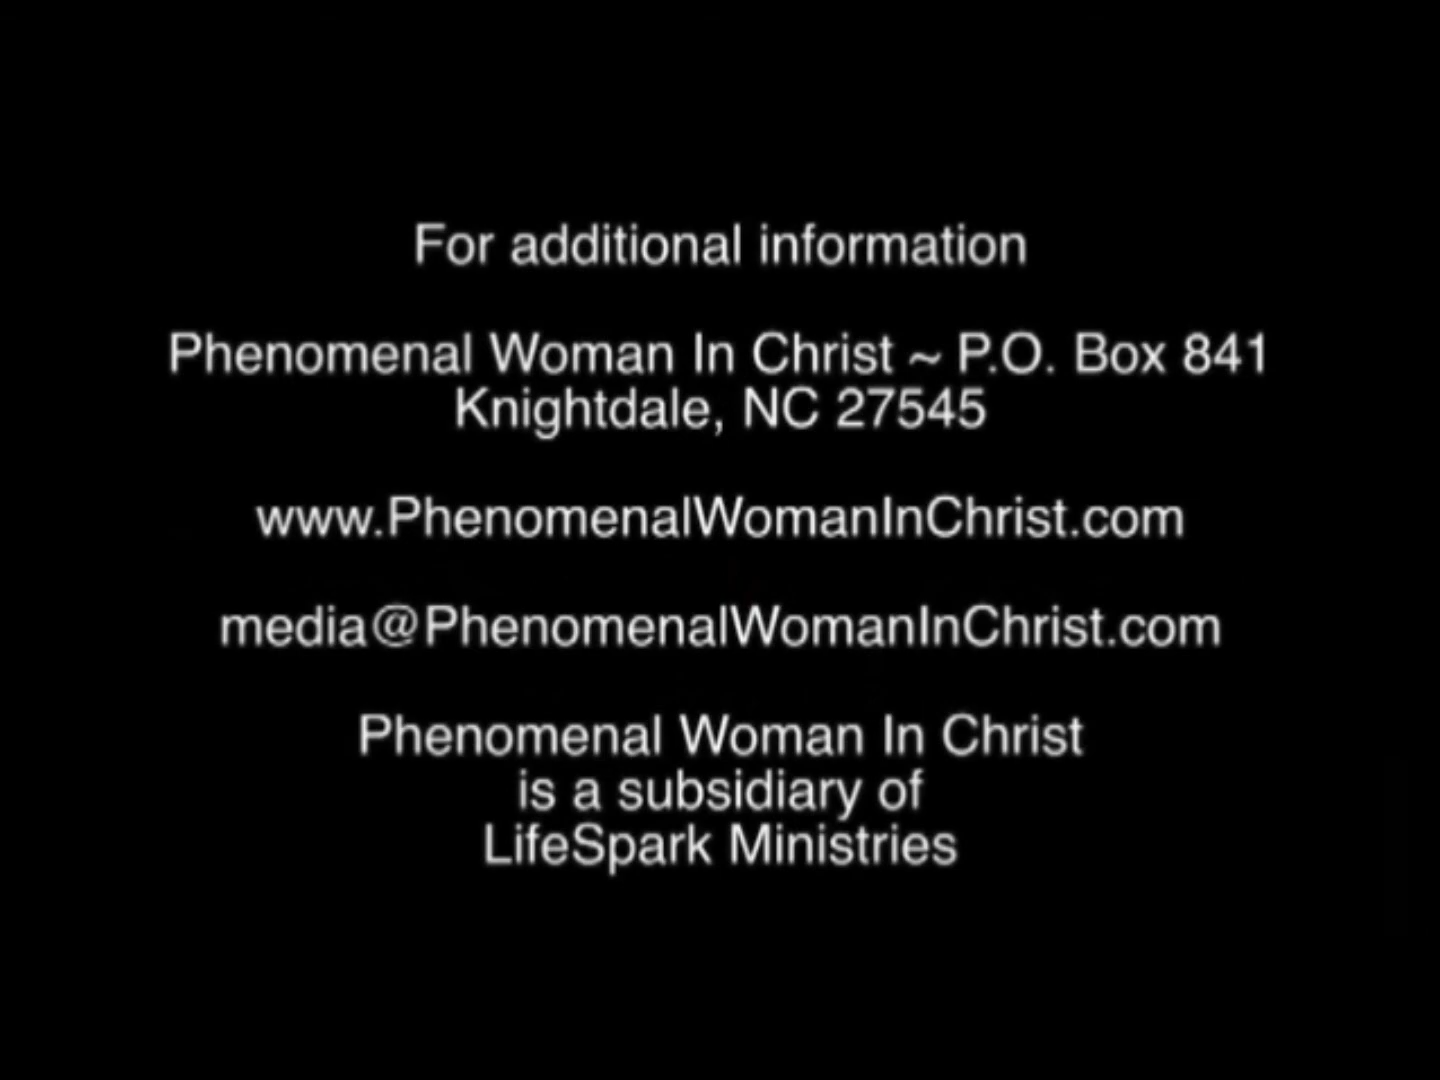 For additional information
Phenomenal Woman In Christ ~ P.O. Box 841
Knightdale, NC 27545
www.PhenomenalWomanInChrist.com
media@PhenomenalWomanInChrist.com
Phenomenal Woman In Christ
is a subsidiary of
LifeSpark Ministries